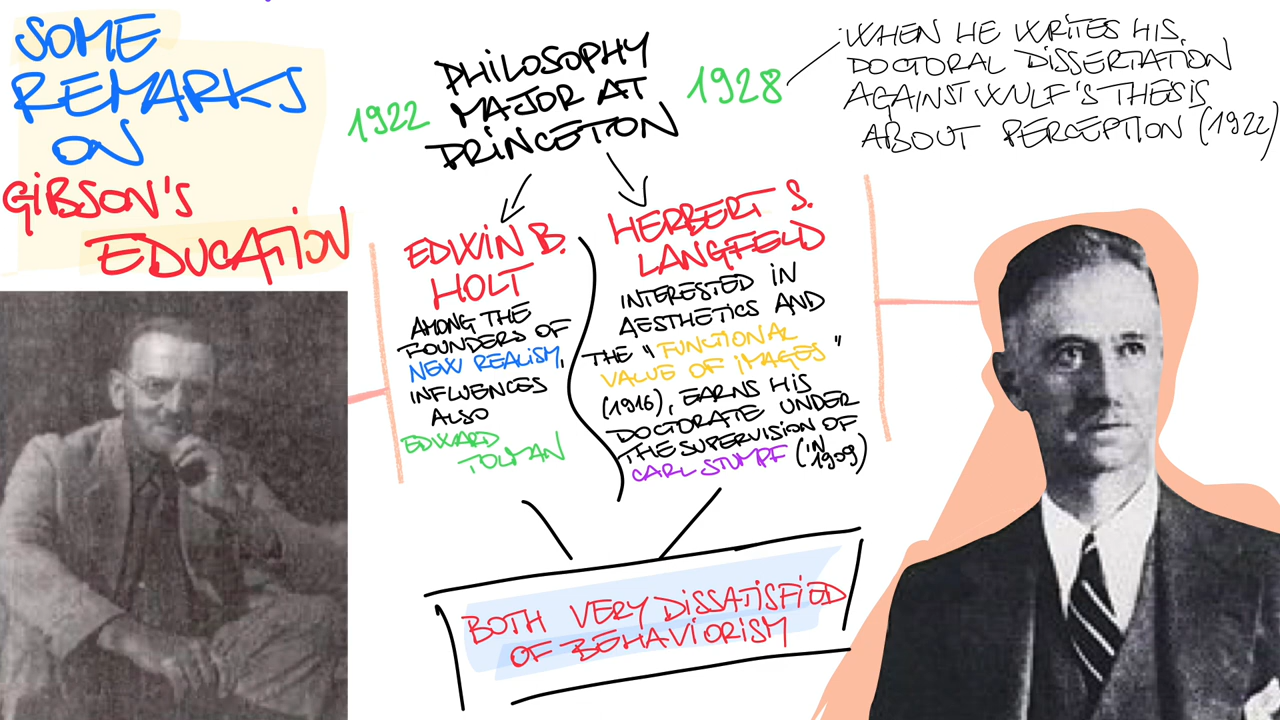 SOME
REMARKS
ON
GIBSON'S
EDUCATION
1922
PHILOSOPHY
MAJOR AT
PRINCETON
1928
WHEN HE WRITES HIS
DOCTORAL DISSERTATION
AGAINST WULF'S THESIS
ABOUT PERCEPTION (1922)
EDWIN B.
HOLT
AMONG THE
FOUNDERS OF
NEW REALISM,
INFLUENCES
ALSO
EDWARD
TOLMAN
HERBERT S.
LANGFELD
INTERESTED IN
AESTHETICS AND
THE "FUNCTIONAL
VALUE OF IMAGES"
(1916), EARNS HIS
DOCTORATE UNDER
THE SUPERVISION OF
CARL STUMPF (IN 1909)
BOTH VERY DISSATISFIED
OF BEHAVIORISM